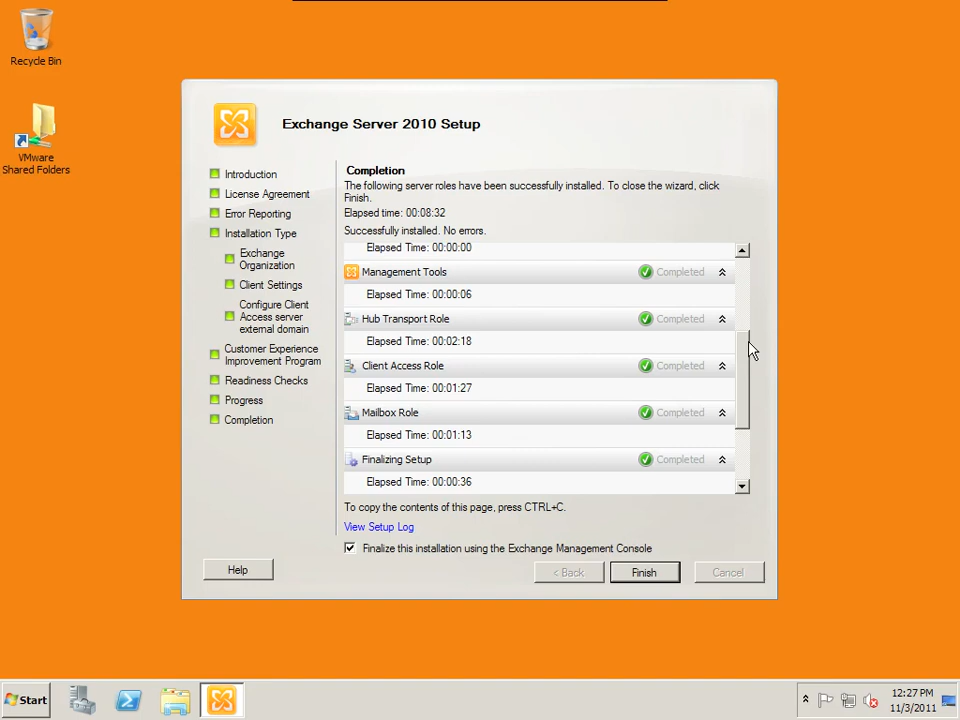 Recycle Bin
VMware
Shared Folders
Exchange Server 2010 Setup
Introduction
License Agreement
Error Reporting
Installation Type
Exchange
Organization
Client Settings
Configure Client
Access server
external domain
Customer Experience
Improvement Program
Readiness Checks
Progress
Completion
Completion
The following server roles have been successfully installed. To close the wizard, click
Finish.
Elapsed time: 00:08:32
Successfully installed. No errors.
Elapsed Time: 00:00:00
Management Tools Completed
Elapsed Time: 00:00:06
Hub Transport Role Completed
Elapsed Time: 00:02:18
Client Access Role Completed
Elapsed Time: 00:01:27
Mailbox Role Completed
Elapsed Time: 00:01:13
Finalizing Setup Completed
Elapsed Time: 00:00:36
To copy the contents of this page, press CTRL+C.
View Setup Log
Finalize this installation using the Exchange Management Console
Help < Back Finish Cancel
Start
12:27 PM
11/3/2011